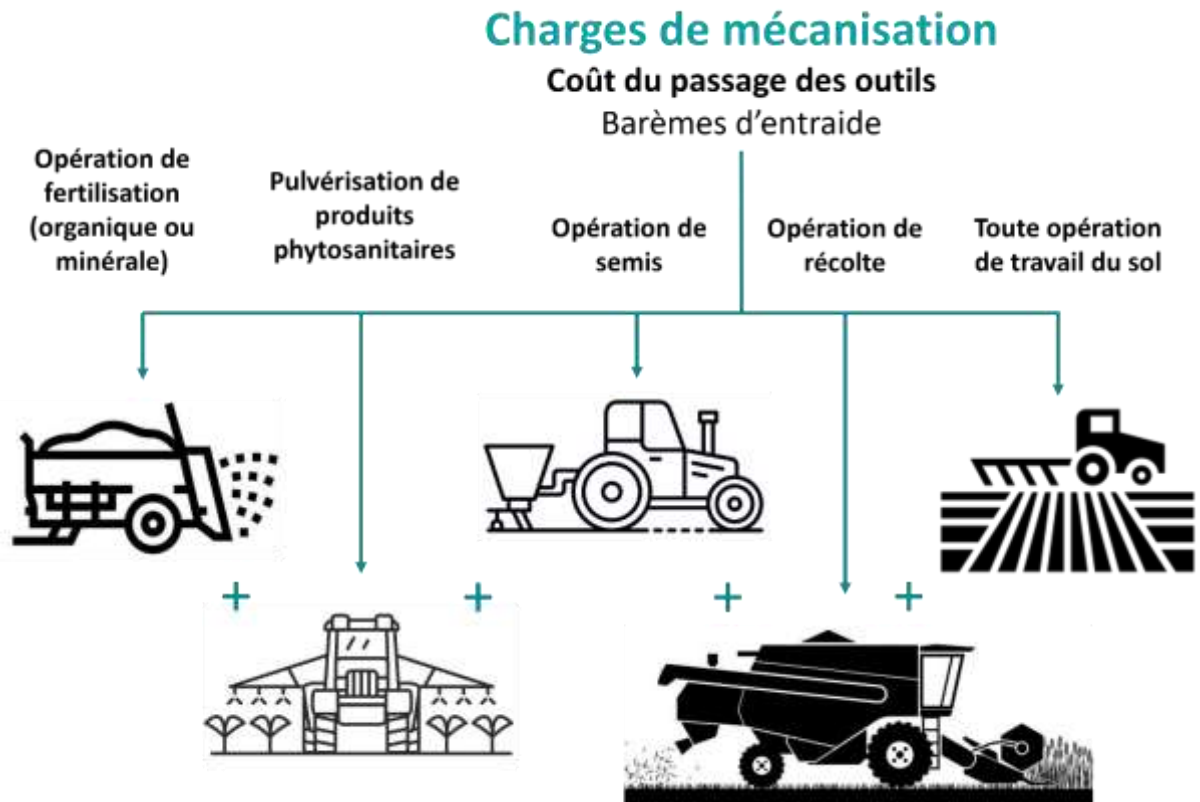 Charges de mécanisation
Coût du passage des outils
Barèmes d'entraide
Opération de
fertilisation
(organique ou
minérale)
Pulvérisation de
produits
phytosanitaires
Opération de
semis
Opération de
récolte
Toute opération
de travail du sol
+
+
+
+